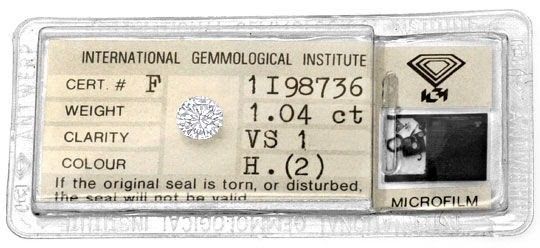 INTERNATIONAL GEMMOLOGICAL INSTITUTE
CERT. # F 1I98736
WEIGHT 1.04 ct
CLARITY VS 1
COLOUR H.(2)
If the original seal is torn, or disturbed,
the seal will not be valid
MICROFILM
ANTWERP